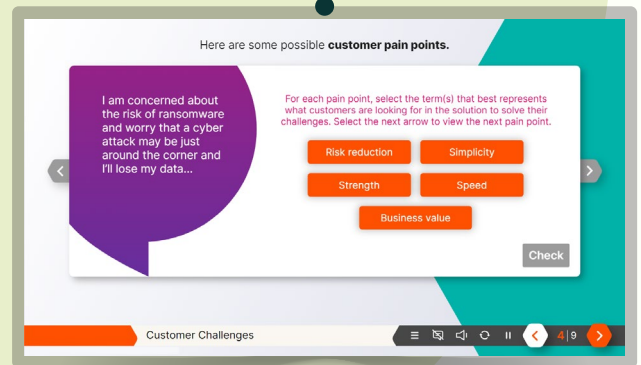 Here are some possible customer pain points.
I am concerned about
the risk of ransomware
and worry that a cyber
attack may be just
around the corner and
I'll lose my data...
For each pain point, select the term(s) that best represents
what customers are looking for in the solution to solve their
challenges. Select the next arrow to view the next pain point.
Risk reduction
Simplicity
Strength
Speed
Business value
Check
Customer Challenges
4|9